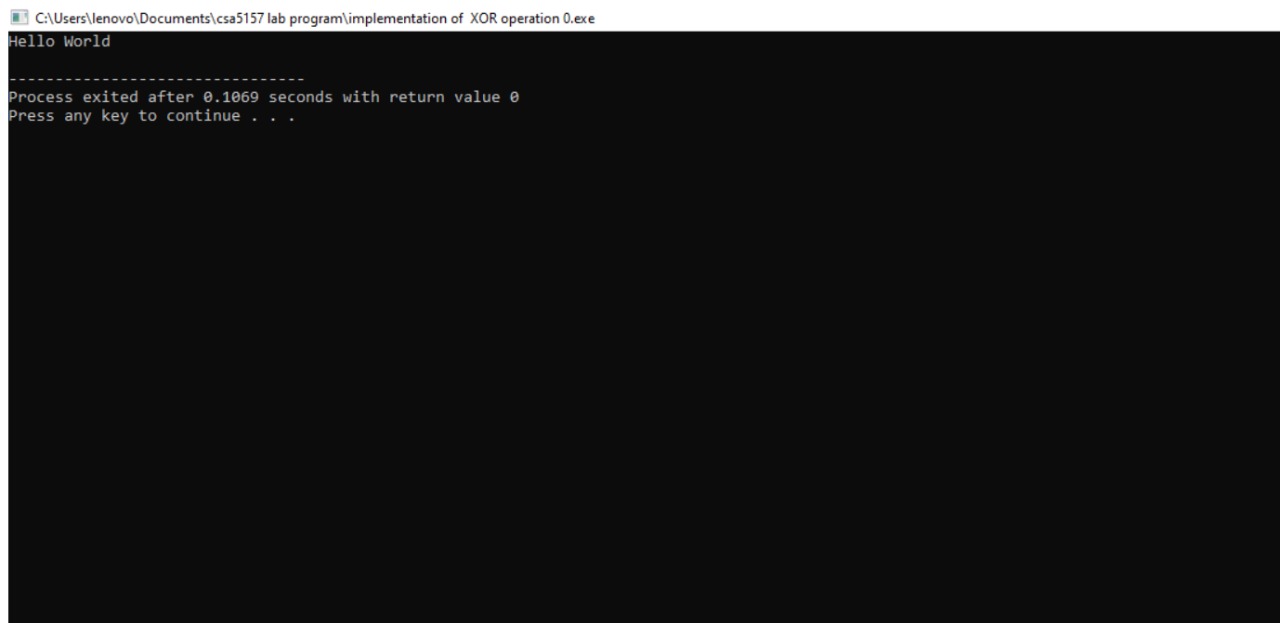 C:\Users\lenovo\Documents\csa5157 lab program\implementation of  XOR operation 0.exe
Hello World
--------------------------------
Process exited after 0.1069 seconds with return value 0
Press any key to continue . . .